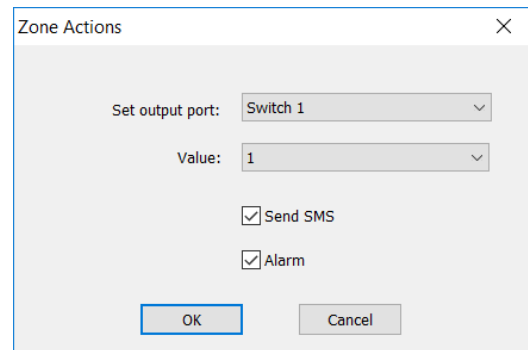 Zone Actions
Set output port: Switch 1
Value: 1
Send SMS
Alarm
OK Cancel